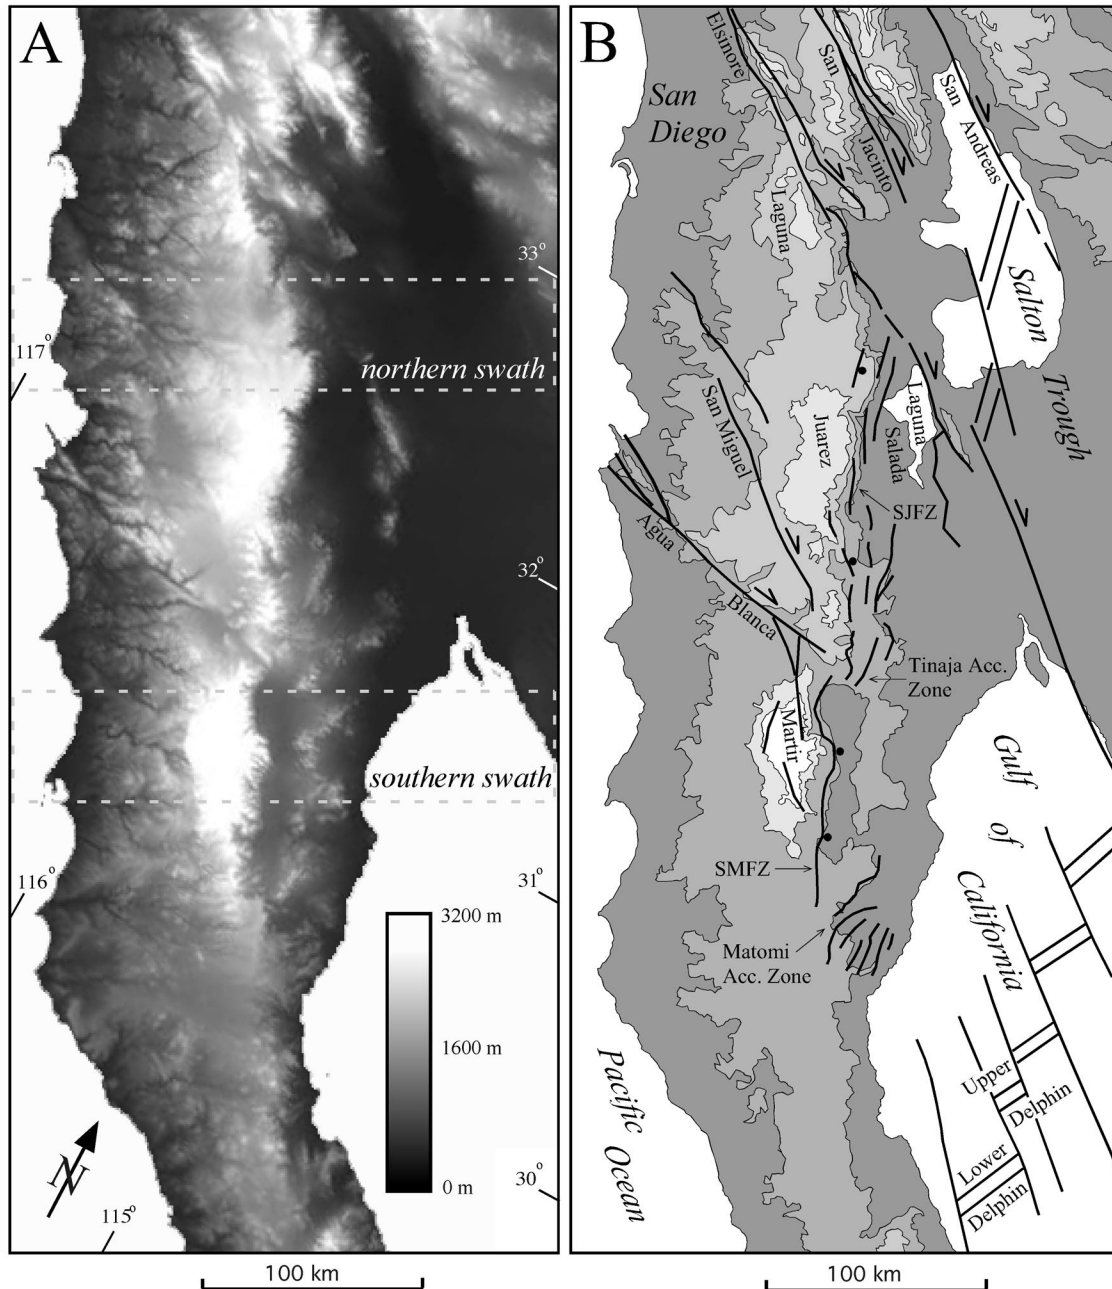 A
33°
117°
northern swath
32°
southern swath
116°
31°
3200 m
1600 m
0 m
N
30°
115°
100 km
B
Elsinore
San
Jacinto
San
Andreas
San
Diego
Laguna
Salton
Trough
San Miguel
Juarez
Laguna
Salada
SJFZ
Agua
Blanca
Tinaja Acc.
Zone
Martir
Gulf
of
California
SMFZ
Matomi
Acc. Zone
Pacific
Ocean
Upper
Delphin
Lower
Delphin
100 km